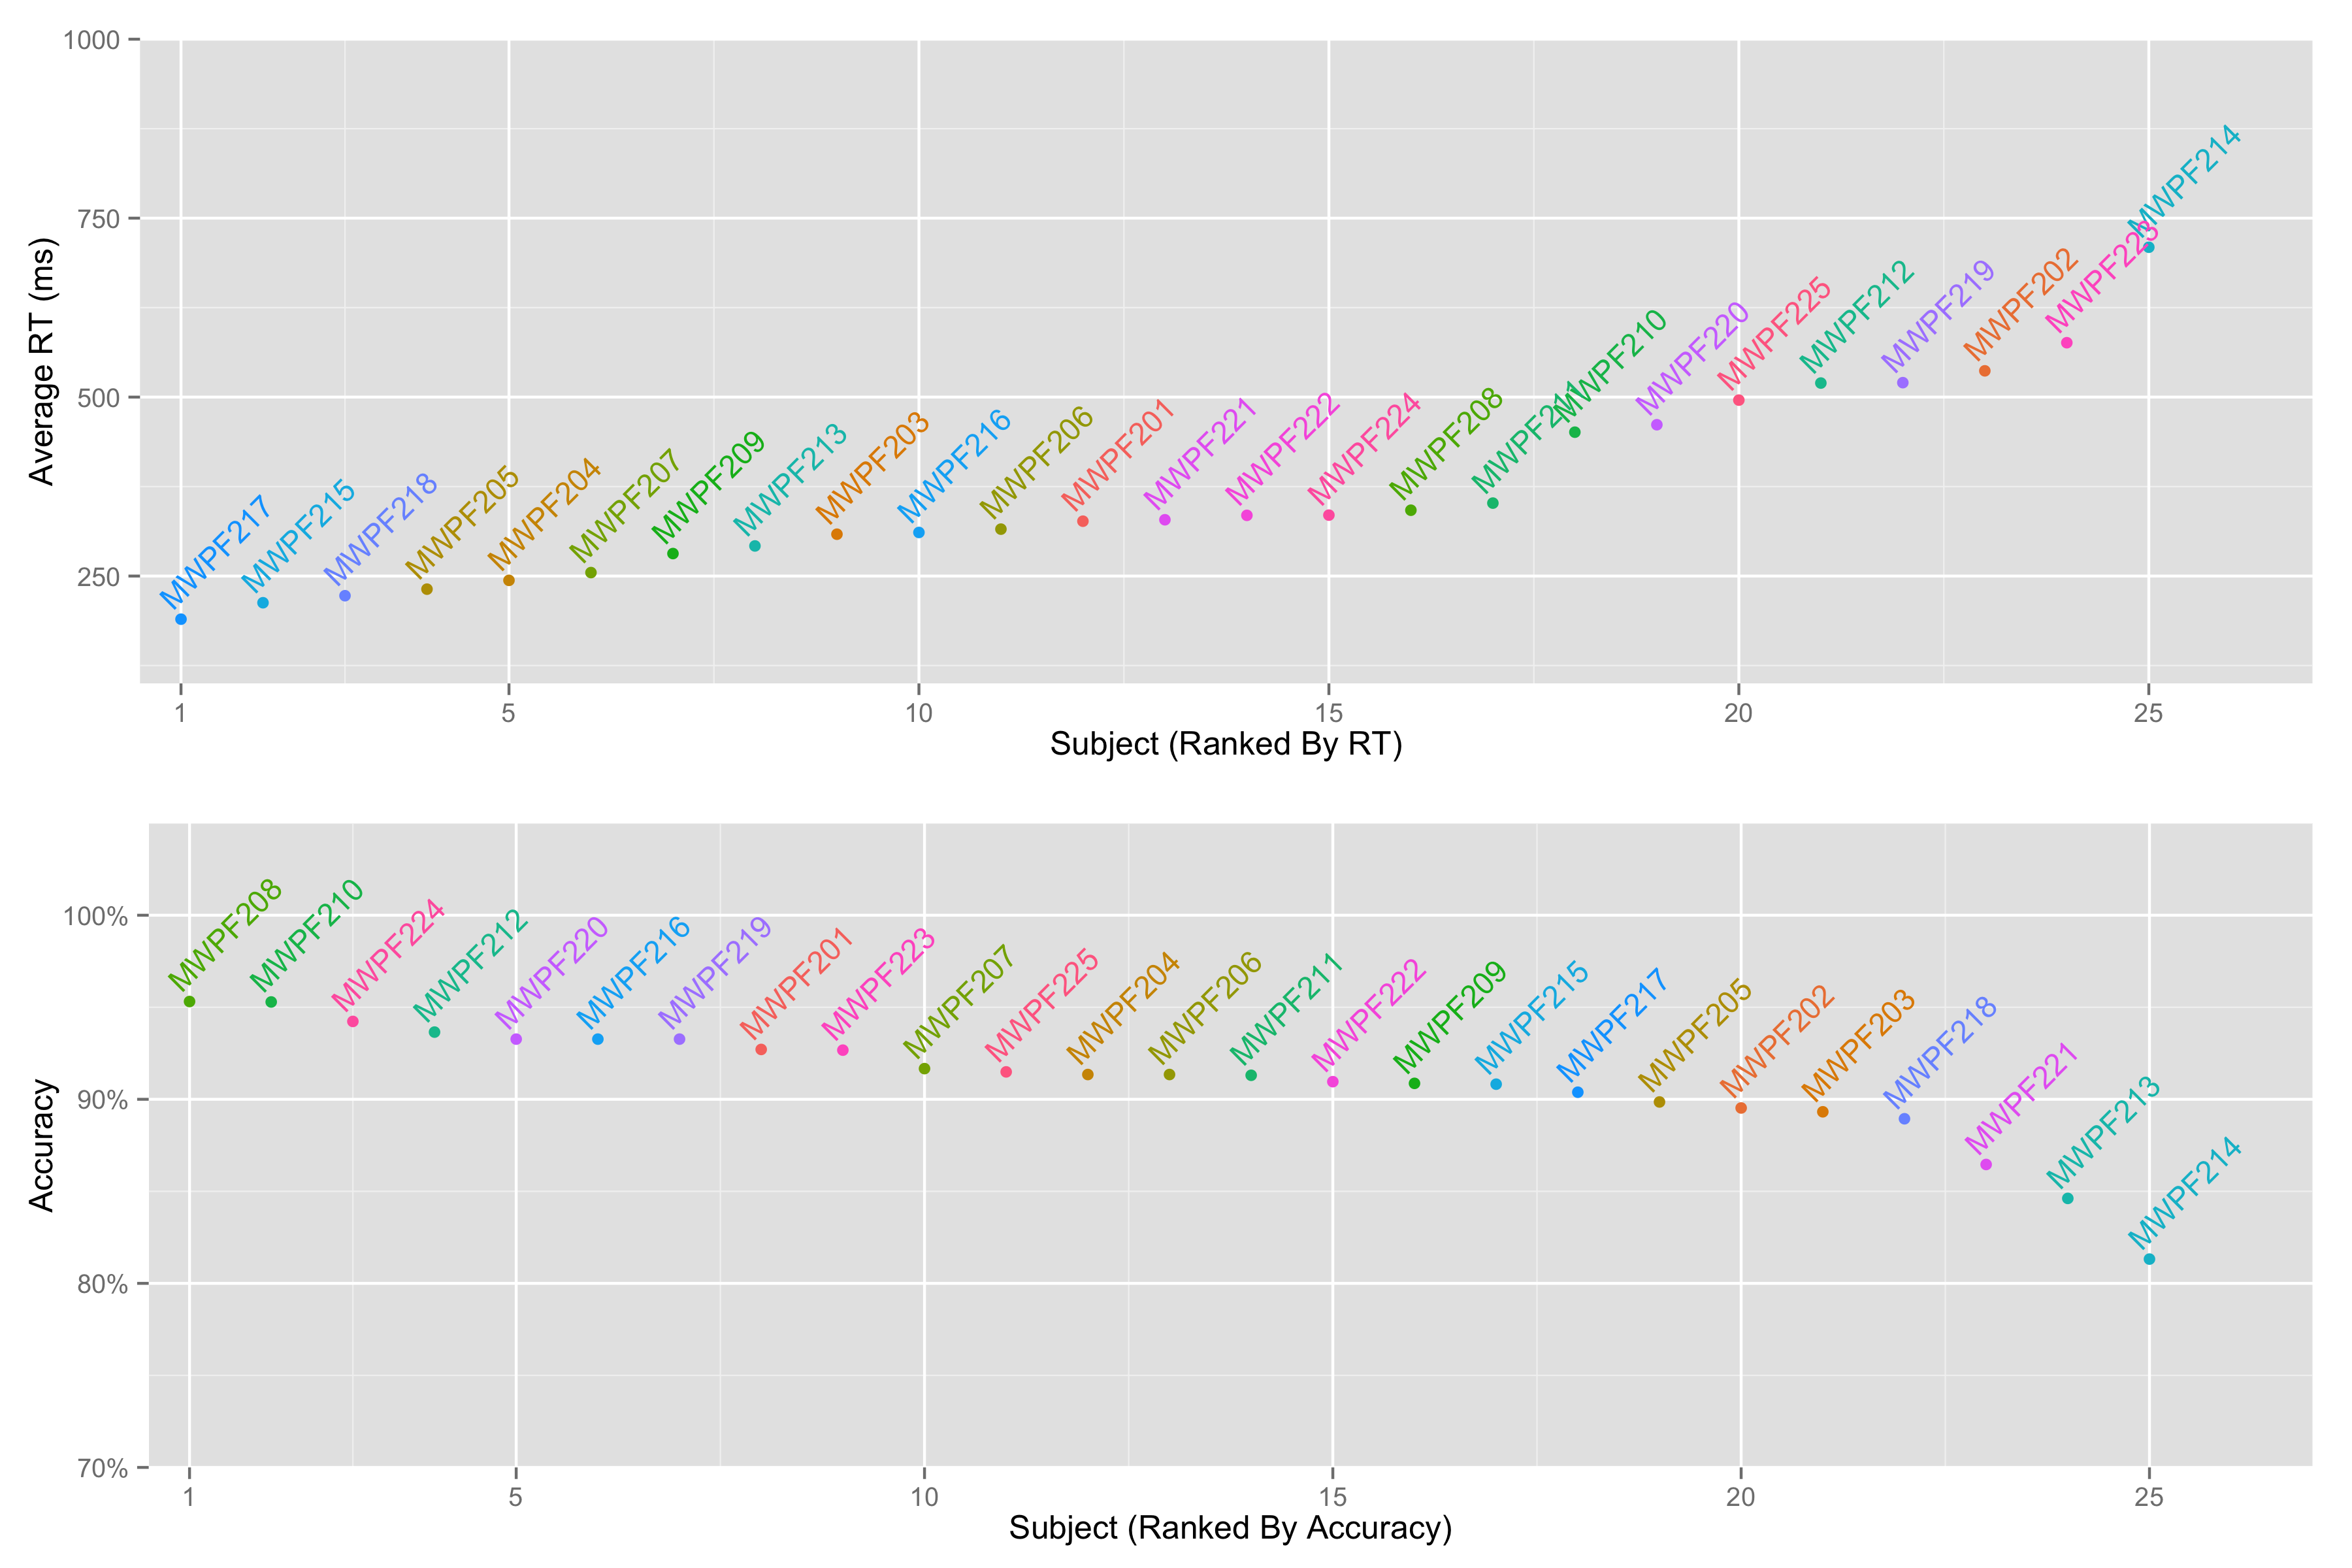 1000
750
500
250
Average RT (ms)
MWPF217
MWPF215
MWPF218
MWPF205
MWPF204
MWPF207
MWPF209
MWPF213
MWPF203
MWPF216
MWPF206
MWPF201
MWPF221
MWPF222
MWPF224
MWPF208
MWPF211
MWPF210
MWPF220
MWPF225
MWPF212
MWPF219
MWPF202
MWPF223
MWPF214
1 5 10 15 20 25
Subject (Ranked By RT)
100%
90%
80%
70%
Accuracy
MWPF208
MWPF210
MWPF224
MWPF212
MWPF220
MWPF216
MWPF219
MWPF201
MWPF223
MWPF207
MWPF225
MWPF204
MWPF206
MWPF211
MWPF222
MWPF209
MWPF215
MWPF217
MWPF205
MWPF202
MWPF203
MWPF218
MWPF221
MWPF213
MWPF214
1 5 10 15 20 25
Subject (Ranked By Accuracy)